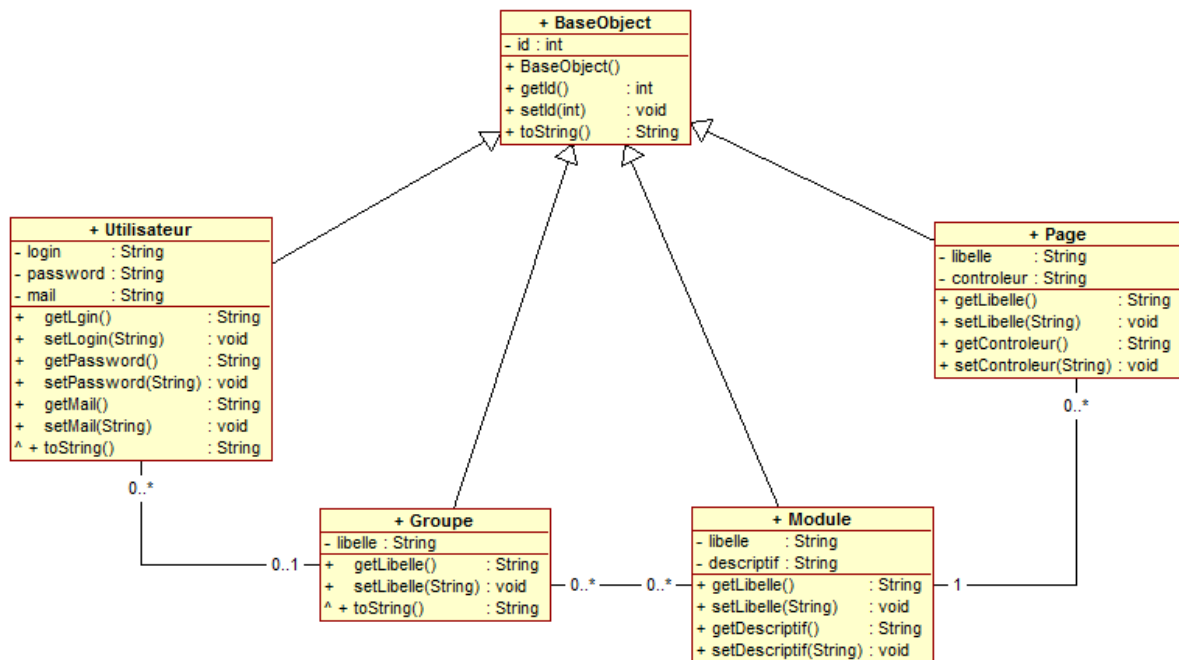 + BaseObject
- id : int
+ BaseObject()
+ getId() : int
+ setId(int) : void
+ toString() : String
+ Utilisateur
- login : String
- password : String
- mail : String
+ getLgin() : String
+ setLogin(String) : void
+ getPassword() : String
+ setPassword(String) : void
+ getMail() : String
+ setMail(String) : void
^ + toString() : String
+ Page
- libelle : String
- controleur : String
+ getLibelle() : String
+ setLibelle(String) : void
+ getControleur() : String
+ setControleur(String) : void
0..*
0..*
0..1
+ Groupe
- libelle : String
+ getLibelle() : String
+ setLibelle(String) : void
^ + toString() : String
0..*
0..*
+ Module
- libelle : String
- descriptif : String
+ getLibelle() : String
+ setLibelle(String) : void
+ getDescriptif() : String
+ setDescriptif(String) : void
1